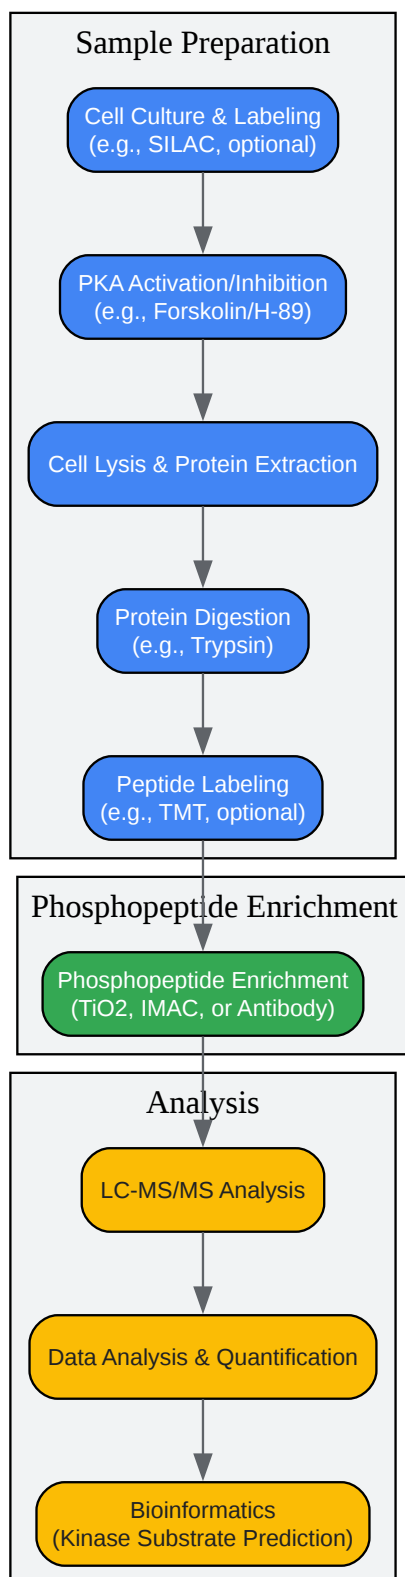 Sample Preparation
Cell Culture & Labeling
(e.g., SILAC, optional)
PKA Activation/Inhibition
(e.g., Forskolin/H-89)
Cell Lysis & Protein Extraction
Protein Digestion
(e.g., Trypsin)
Peptide Labeling
(e.g., TMT, optional)
Phosphopeptide Enrichment
Phosphopeptide Enrichment
(TiO2, IMAC, or Antibody)
Analysis
LC-MS/MS Analysis
Data Analysis & Quantification
Bioinformatics
(Kinase Substrate Prediction)